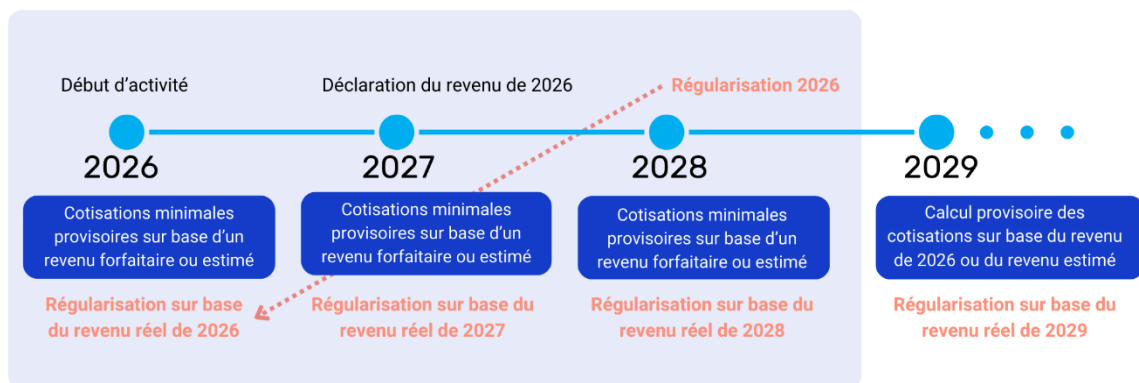 Début d'activité
Déclaration du revenu de 2026
Régularisation 2026
2026
2027
2028
2029
Cotisations minimales
provisoires sur base d'un
revenu forfaitaire ou estimé
Cotisations minimales
provisoires sur base d'un
revenu forfaitaire ou estimé
Cotisations minimales
provisoires sur base d'un
revenu forfaitaire ou estimé
Calcul provisoire des
cotisations sur base du revenu
de 2026 ou du revenu estimé
Régularisation sur base
du revenu réel de 2026
Régularisation sur base du
revenu réel de 2027
Régularisation sur base du
revenu réel de 2028
Régularisation sur base du
revenu réel de 2029